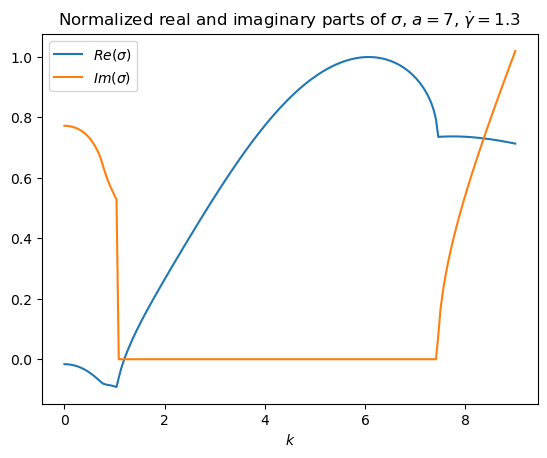 Normalized real and imaginary parts of σ, a = 7, γ̇ = 1.3
Re(σ)
Im(σ)
1.0
0.8
0.6
0.4
0.2
0.0
0 2 4 6 8
k